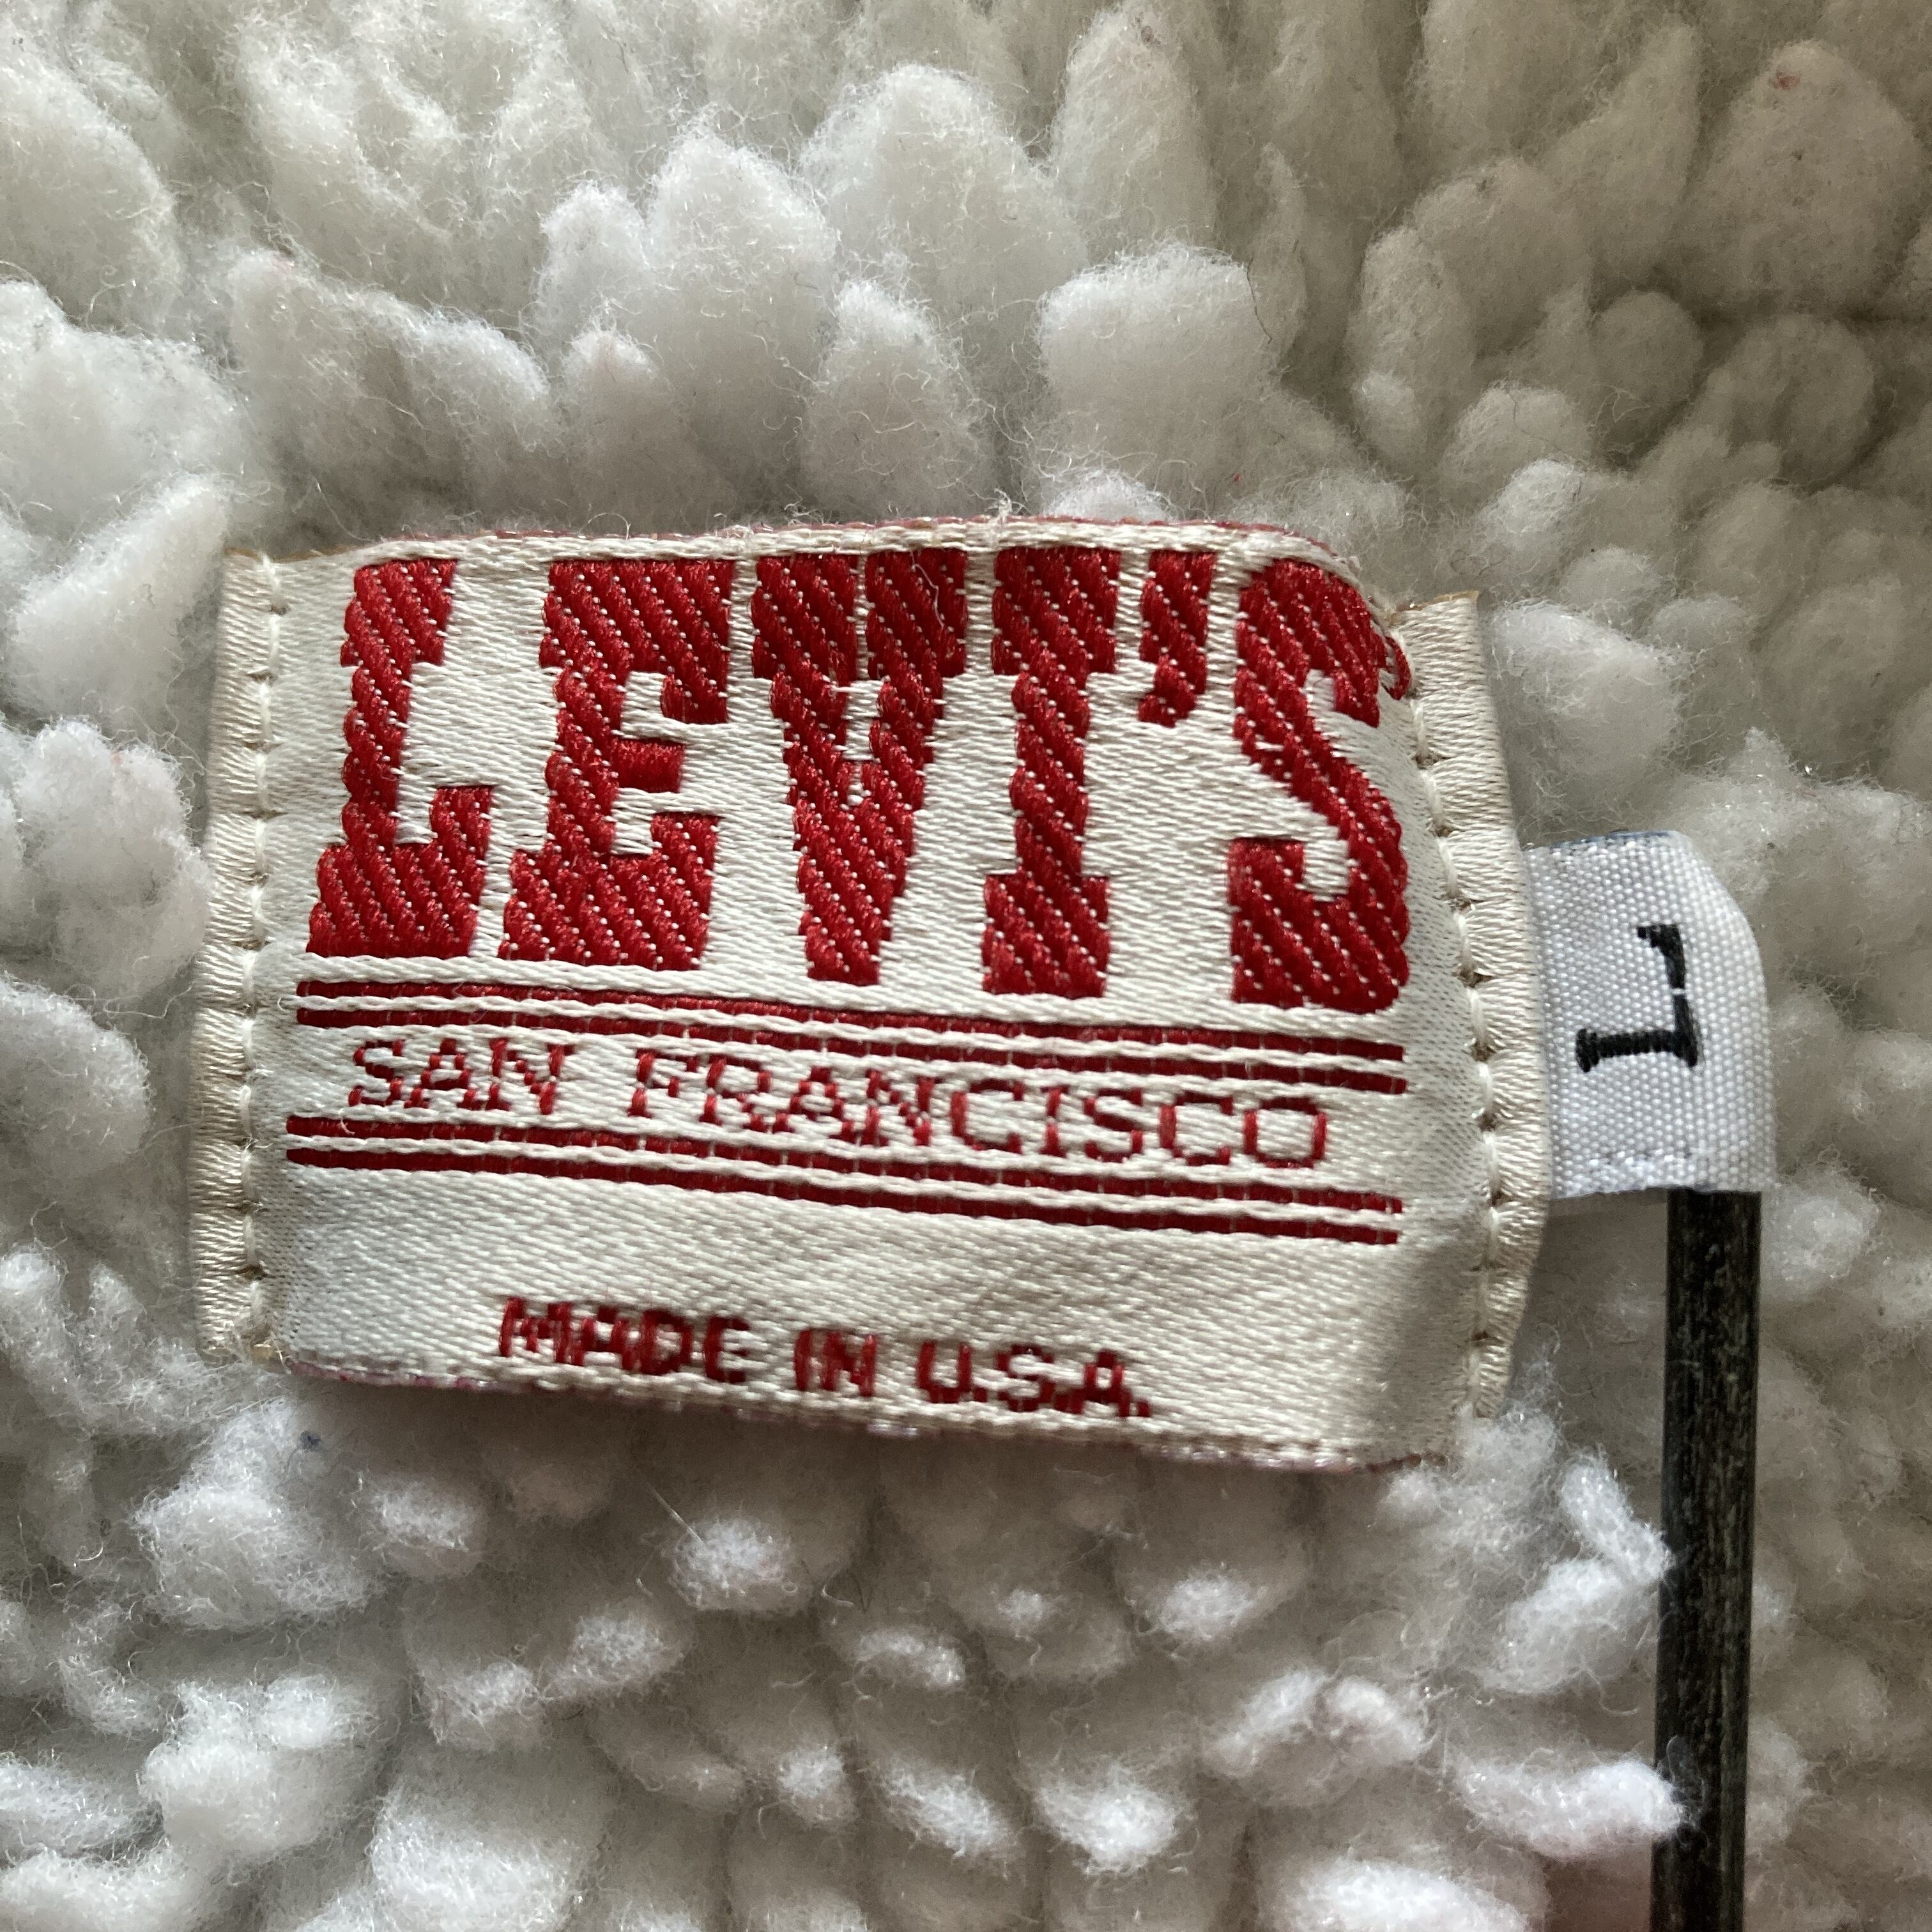 LEVI'S
SAN FRANCISCO
MADE IN U.S.A.
L